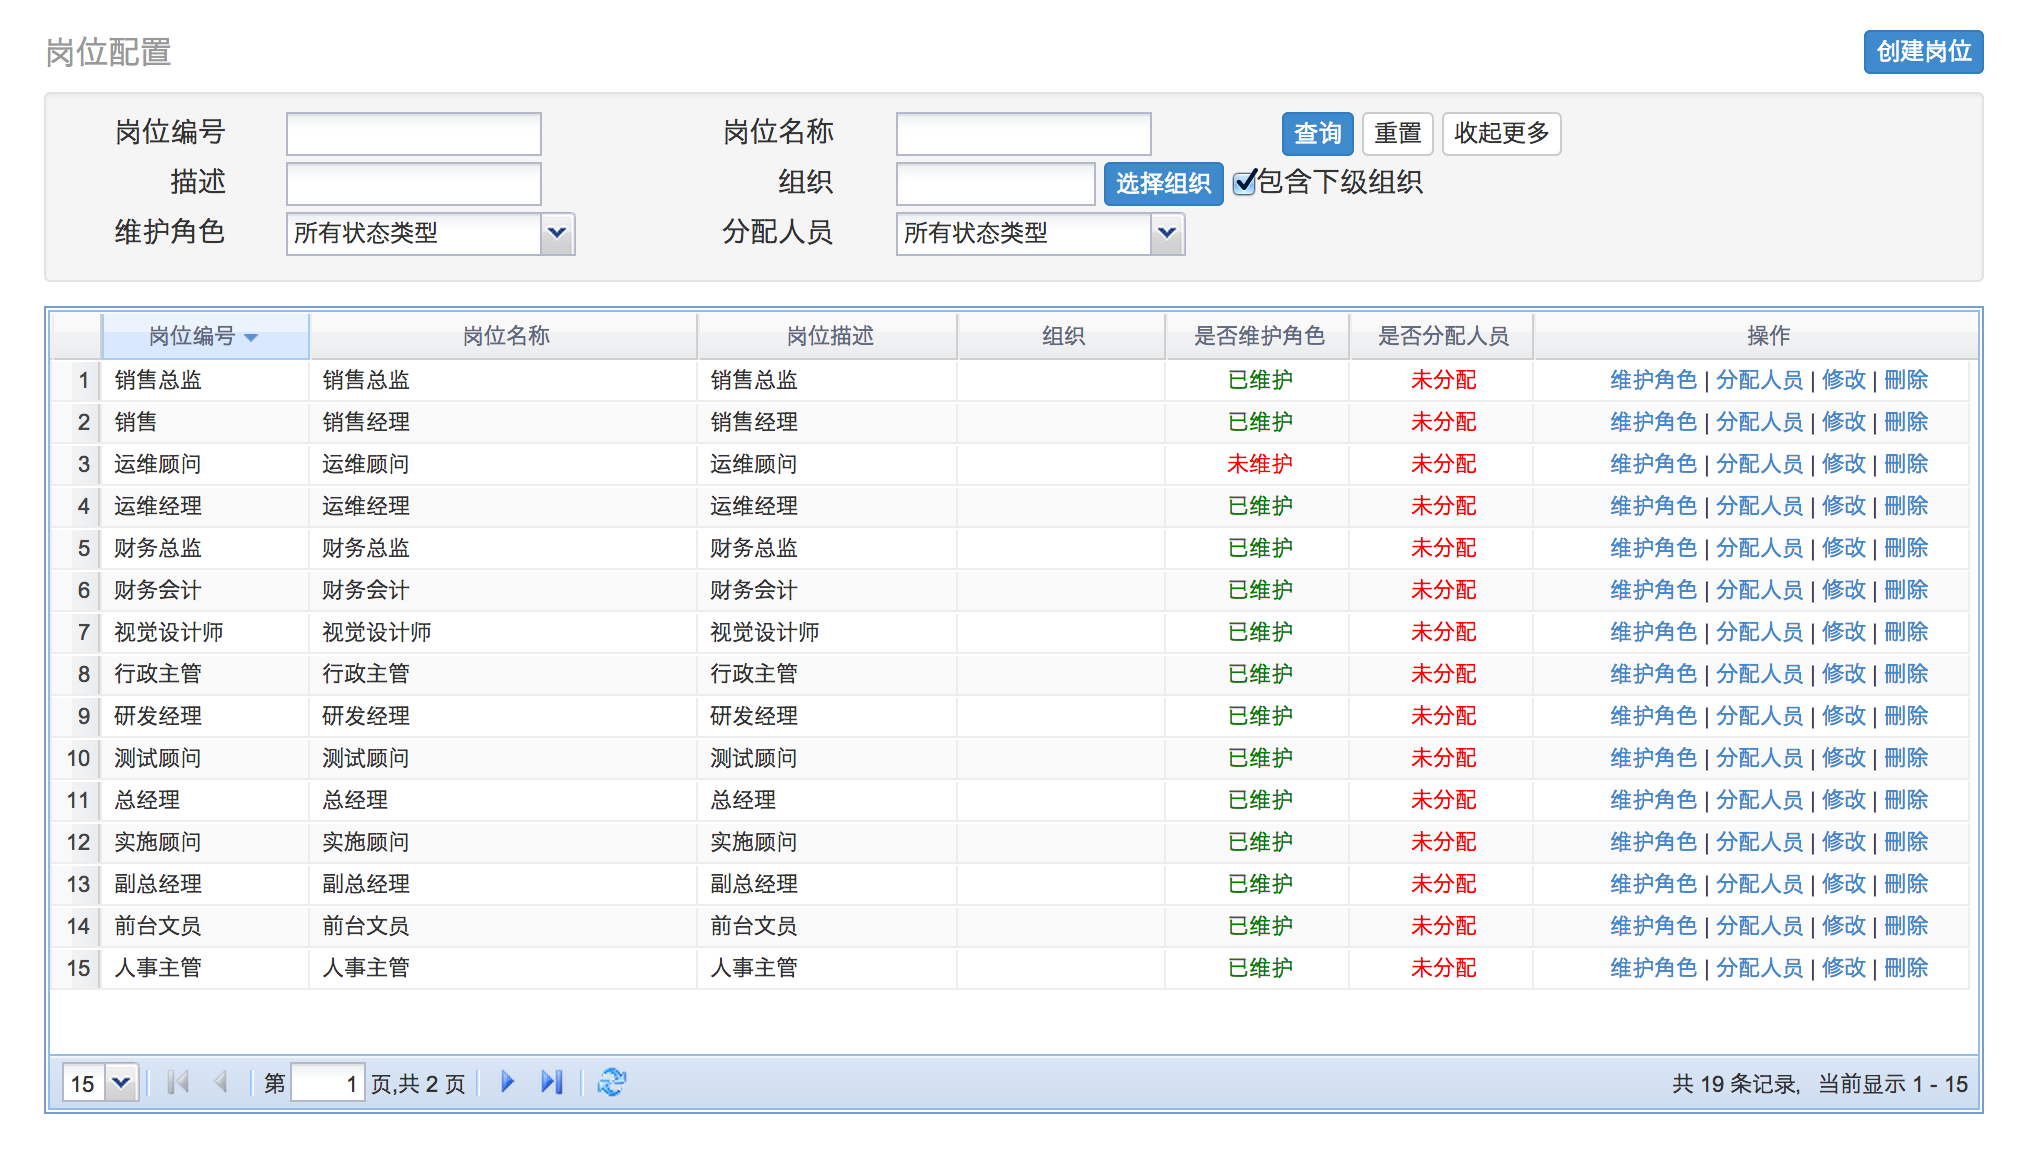 岗位配置 创建岗位
岗位编号 岗位名称 查询 重置 收起更多
描述 组织 选择组织 包含下级组织
维护角色 所有状态类型 分配人员 所有状态类型
岗位编号 岗位名称 岗位描述 组织 是否维护角色 是否分配人员 操作
1 销售总监 销售总监 销售总监 已维护 未分配 维护角色 | 分配人员 | 修改 | 刪除
2 销售 销售经理 销售经理 已维护 未分配 维护角色 | 分配人员 | 修改 | 刪除
3 运维顾问 运维顾问 运维顾问 未维护 未分配 维护角色 | 分配人员 | 修改 | 刪除
4 运维经理 运维经理 运维经理 已维护 未分配 维护角色 | 分配人员 | 修改 | 刪除
5 财务总监 财务总监 财务总监 已维护 未分配 维护角色 | 分配人员 | 修改 | 刪除
6 财务会计 财务会计 财务会计 已维护 未分配 维护角色 | 分配人员 | 修改 | 刪除
7 视觉设计师 视觉设计师 视觉设计师 已维护 未分配 维护角色 | 分配人员 | 修改 | 刪除
8 行政主管 行政主管 行政主管 已维护 未分配 维护角色 | 分配人员 | 修改 | 刪除
9 研发经理 研发经理 研发经理 已维护 未分配 维护角色 | 分配人员 | 修改 | 刪除
10 测试顾问 测试顾问 测试顾问 已维护 未分配 维护角色 | 分配人员 | 修改 | 刪除
11 总经理 总经理 总经理 已维护 未分配 维护角色 | 分配人员 | 修改 | 刪除
12 实施顾问 实施顾问 实施顾问 已维护 未分配 维护角色 | 分配人员 | 修改 | 刪除
13 副总经理 副总经理 副总经理 已维护 未分配 维护角色 | 分配人员 | 修改 | 刪除
14 前台文员 前台文员 前台文员 已维护 未分配 维护角色 | 分配人员 | 修改 | 刪除
15 人事主管 人事主管 人事主管 已维护 未分配 维护角色 | 分配人员 | 修改 | 刪除
15 第 1 页,共 2 页 共 19 条记录, 当前显示 1 - 15